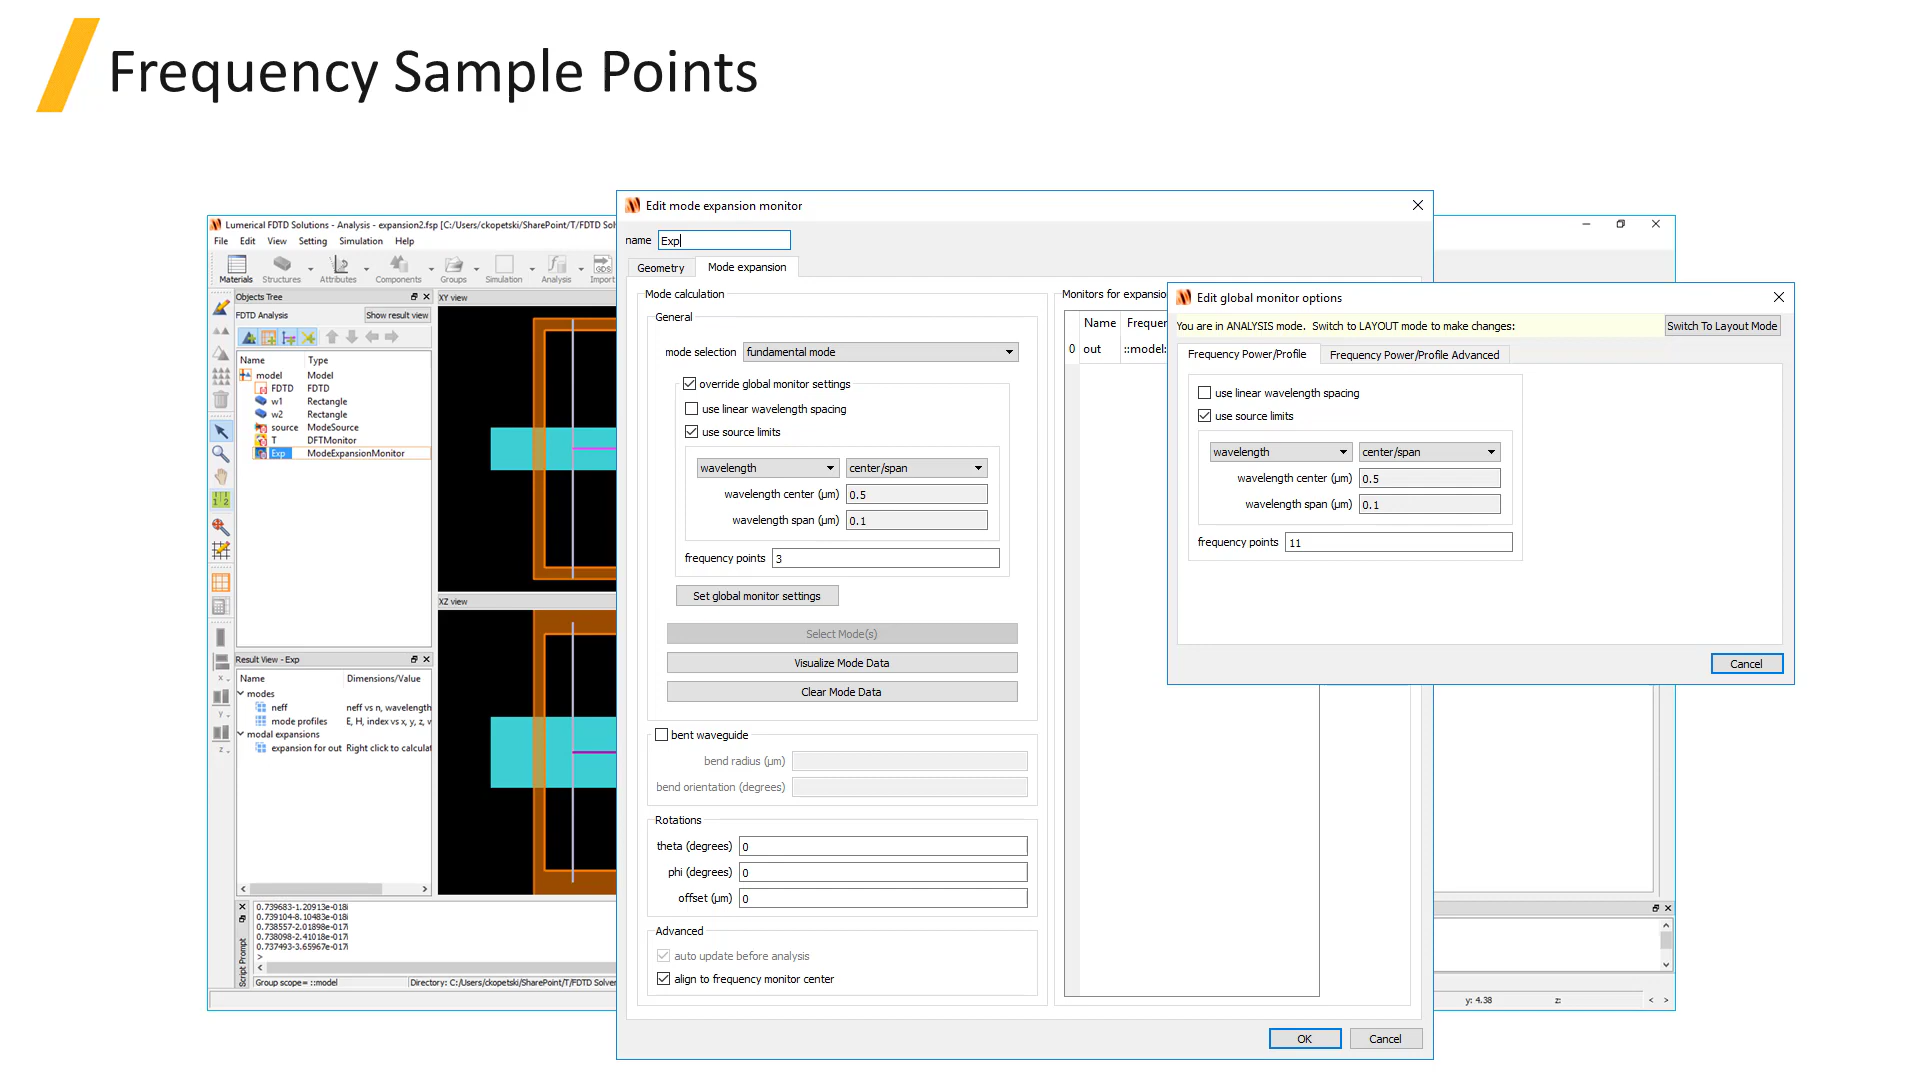 Frequency Sample Points
Lumerical FDTD Solutions - Analysis - expansion2.fsp [C:/Users/ckopetski/SharePoint/T/FDTD Sol
File Edit View Setting Simulation Help
Materials Structures Attributes Components Groups Simulation Analysis Import
Objects Tree
FDTD Analysis Show result view
Name Type
model Model
FDTD FDTD
w1 Rectangle
w2 Rectangle
source ModeSource
T DFTMonitor
Exp ModeExpansionMonitor
Result View - Exp
Name Dimensions/Value
modes
neff neff vs n, wavelength
mode profiles E, H, index vs x, y, z, v
modal expansions
expansion for out Right click to calculat
XY view
XZ view
Script Prompt
0.739683-1.20913e-018i
0.739104-8.10483e-018i
0.738557-2.01898e-017i
0.738098-2.41018e-017i
0.737493-3.65967e-017i
>
Group scope= ::model Directory: C:/Users/ckopetski/SharePoint/T/FDTD Solver
y: 4.38 z:
Edit mode expansion monitor
name Exp
Geometry Mode expansion
Mode calculation
General
mode selection fundamental mode
override global monitor settings
use linear wavelength spacing
use source limits
wavelength center/span
wavelength center (µm) 0.5
wavelength span (µm) 0.1
frequency points 3
Set global monitor settings
Select Mode(s)
Visualize Mode Data
Clear Mode Data
bent waveguide
bend radius (µm)
bend orientation (degrees)
Rotations
theta (degrees) 0
phi (degrees) 0
offset (µm) 0
Advanced
auto update before analysis
align to frequency monitor center
Monitors for expansio
Name Frequer
0 out ::model:
OK Cancel
Edit global monitor options
You are in ANALYSIS mode. Switch to LAYOUT mode to make changes: Switch To Layout Mode
Frequency Power/Profile Frequency Power/Profile Advanced
use linear wavelength spacing
use source limits
wavelength center/span
wavelength center (µm) 0.5
wavelength span (µm) 0.1
frequency points 11
Cancel